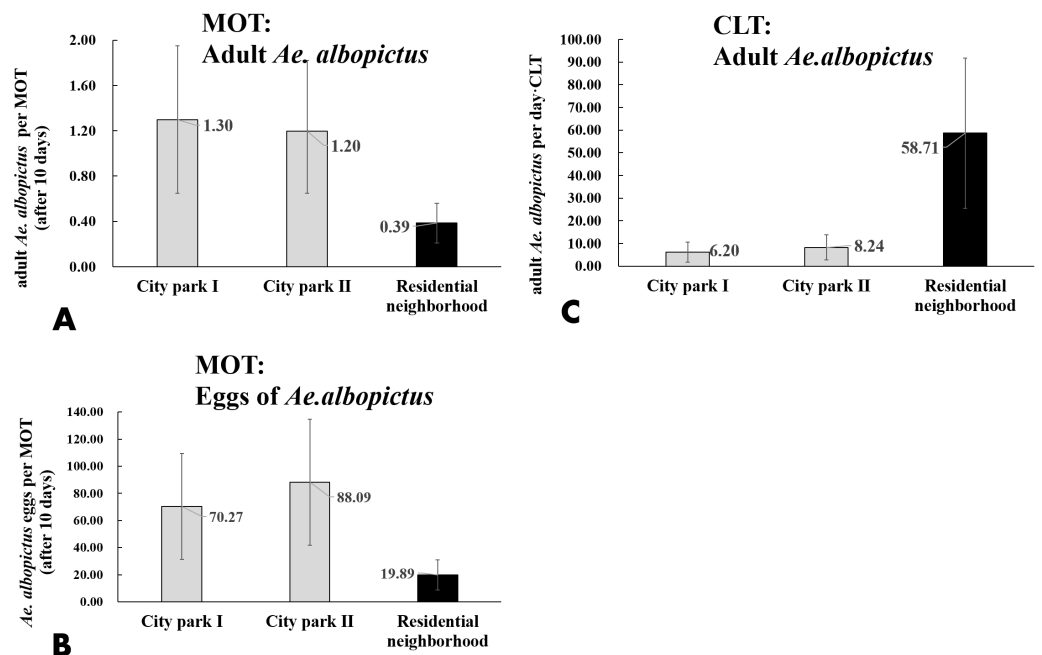 MOT:
Adult Ae. albopictus
adult Ae. albopictus per MOT
(after 10 days)
2.00
1.60
1.20
0.80
0.40
0.00
1.30
1.20
0.39
City park I
City park II
Residential
neighborhood
A
CLT:
Adult Ae.albopictus
adult Ae. albopictus per day·CLT
100.00
90.00
80.00
70.00
60.00
50.00
40.00
30.00
20.00
10.00
0.00
6.20
8.24
58.71
City park I
City park II
Residential
neighborhood
C
MOT:
Eggs of Ae.albopictus
Ae. albopictus eggs per MOT
(after 10 days)
140.00
120.00
100.00
80.00
60.00
40.00
20.00
0.00
70.27
88.09
19.89
City park I
City park II
Residential
neighborhood
B